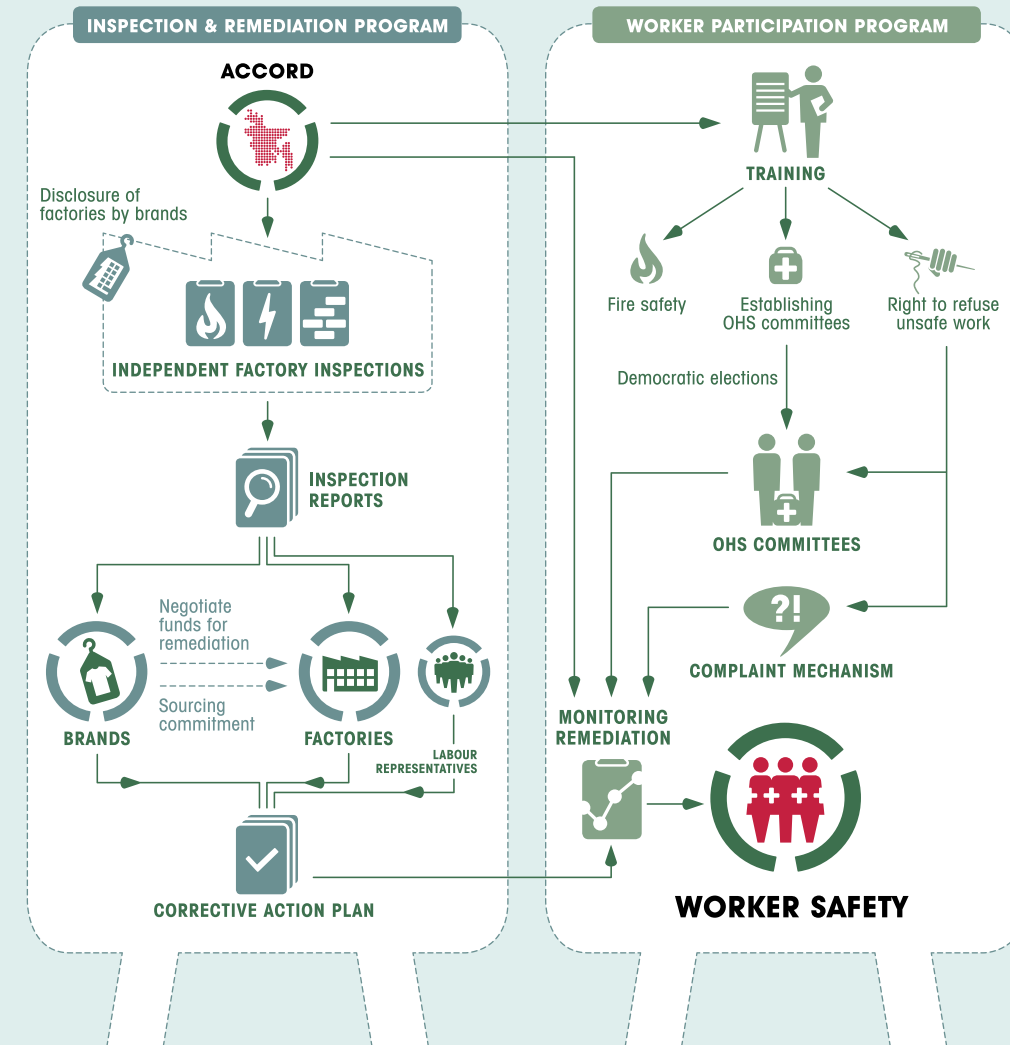 INSPECTION & REMEDIATION PROGRAM
ACCORD
Disclosure of
factories by brands
INDEPENDENT FACTORY INSPECTIONS
INSPECTION
REPORTS
Negotiate
funds for
remediation
Sourcing
commitment
BRANDS
FACTORIES
LABOUR
REPRESENTATIVES
CORRECTIVE ACTION PLAN
WORKER PARTICIPATION PROGRAM
TRAINING
Fire safety
Establishing
OHS committees
Right to refuse
unsafe work
Democratic elections
OHS COMMITTEES
?!
COMPLAINT MECHANISM
MONITORING
REMEDIATION
WORKER SAFETY